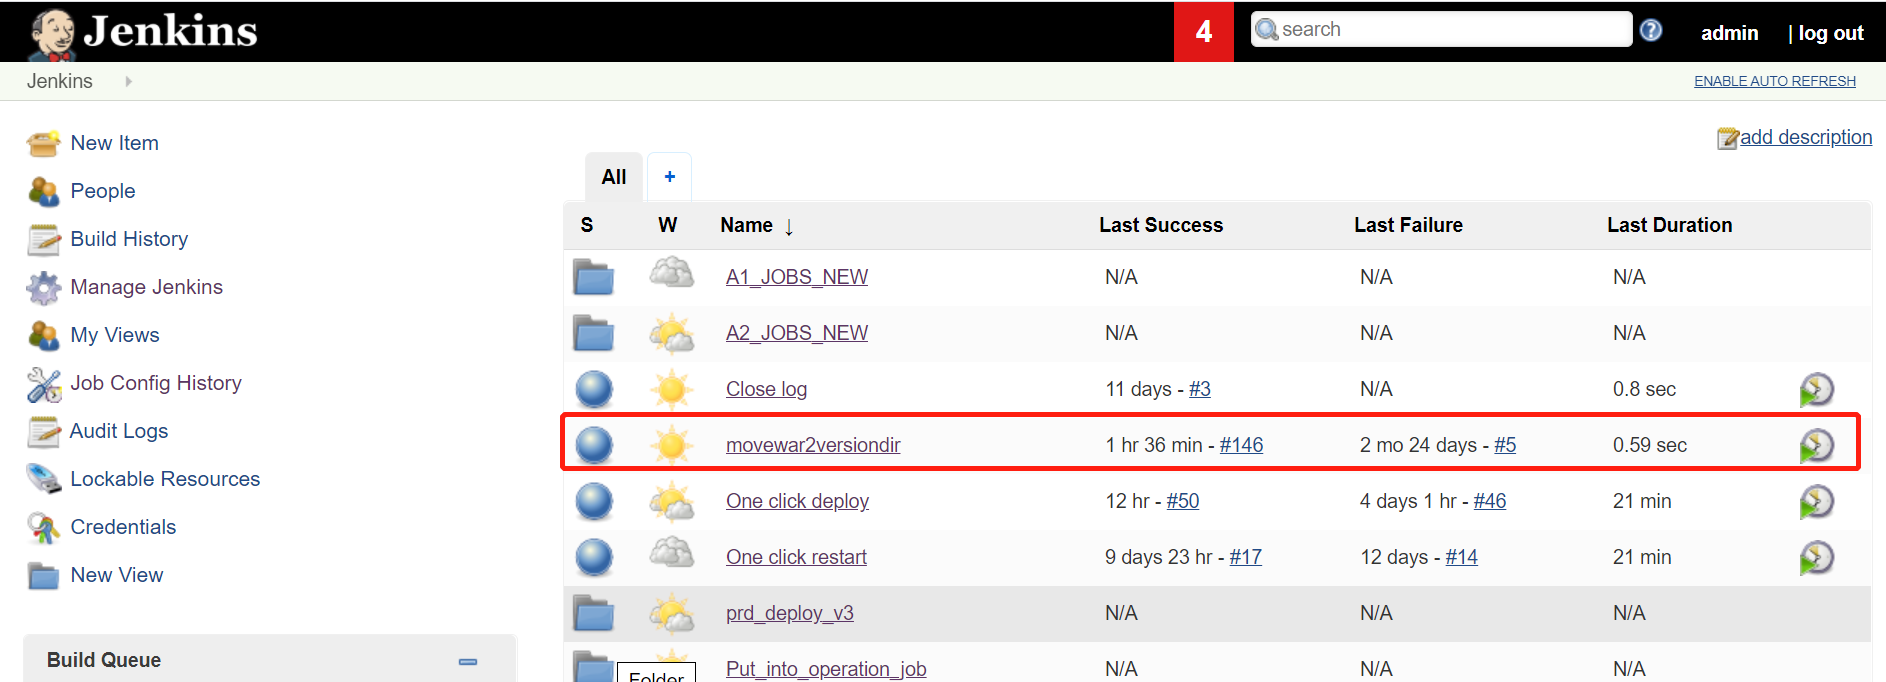 Jenkins
4
search
?
admin
| log out
Jenkins
ENABLE AUTO REFRESH
New Item
People
Build History
Manage Jenkins
My Views
Job Config History
Audit Logs
Lockable Resources
Credentials
New View
Build Queue
add description
All +
S W Name ↓ Last Success Last Failure Last Duration
A1_JOBS_NEW N/A N/A N/A
A2_JOBS_NEW N/A N/A N/A
Close log 11 days - #3 N/A 0.8 sec
movewar2versiondir 1 hr 36 min - #146 2 mo 24 days - #5 0.59 sec
One click deploy 12 hr - #50 4 days 1 hr - #46 21 min
One click restart 9 days 23 hr - #17 12 days - #14 21 min
prd_deploy_v3 N/A N/A N/A
Put_into_operation_job N/A N/A N/A
Folder